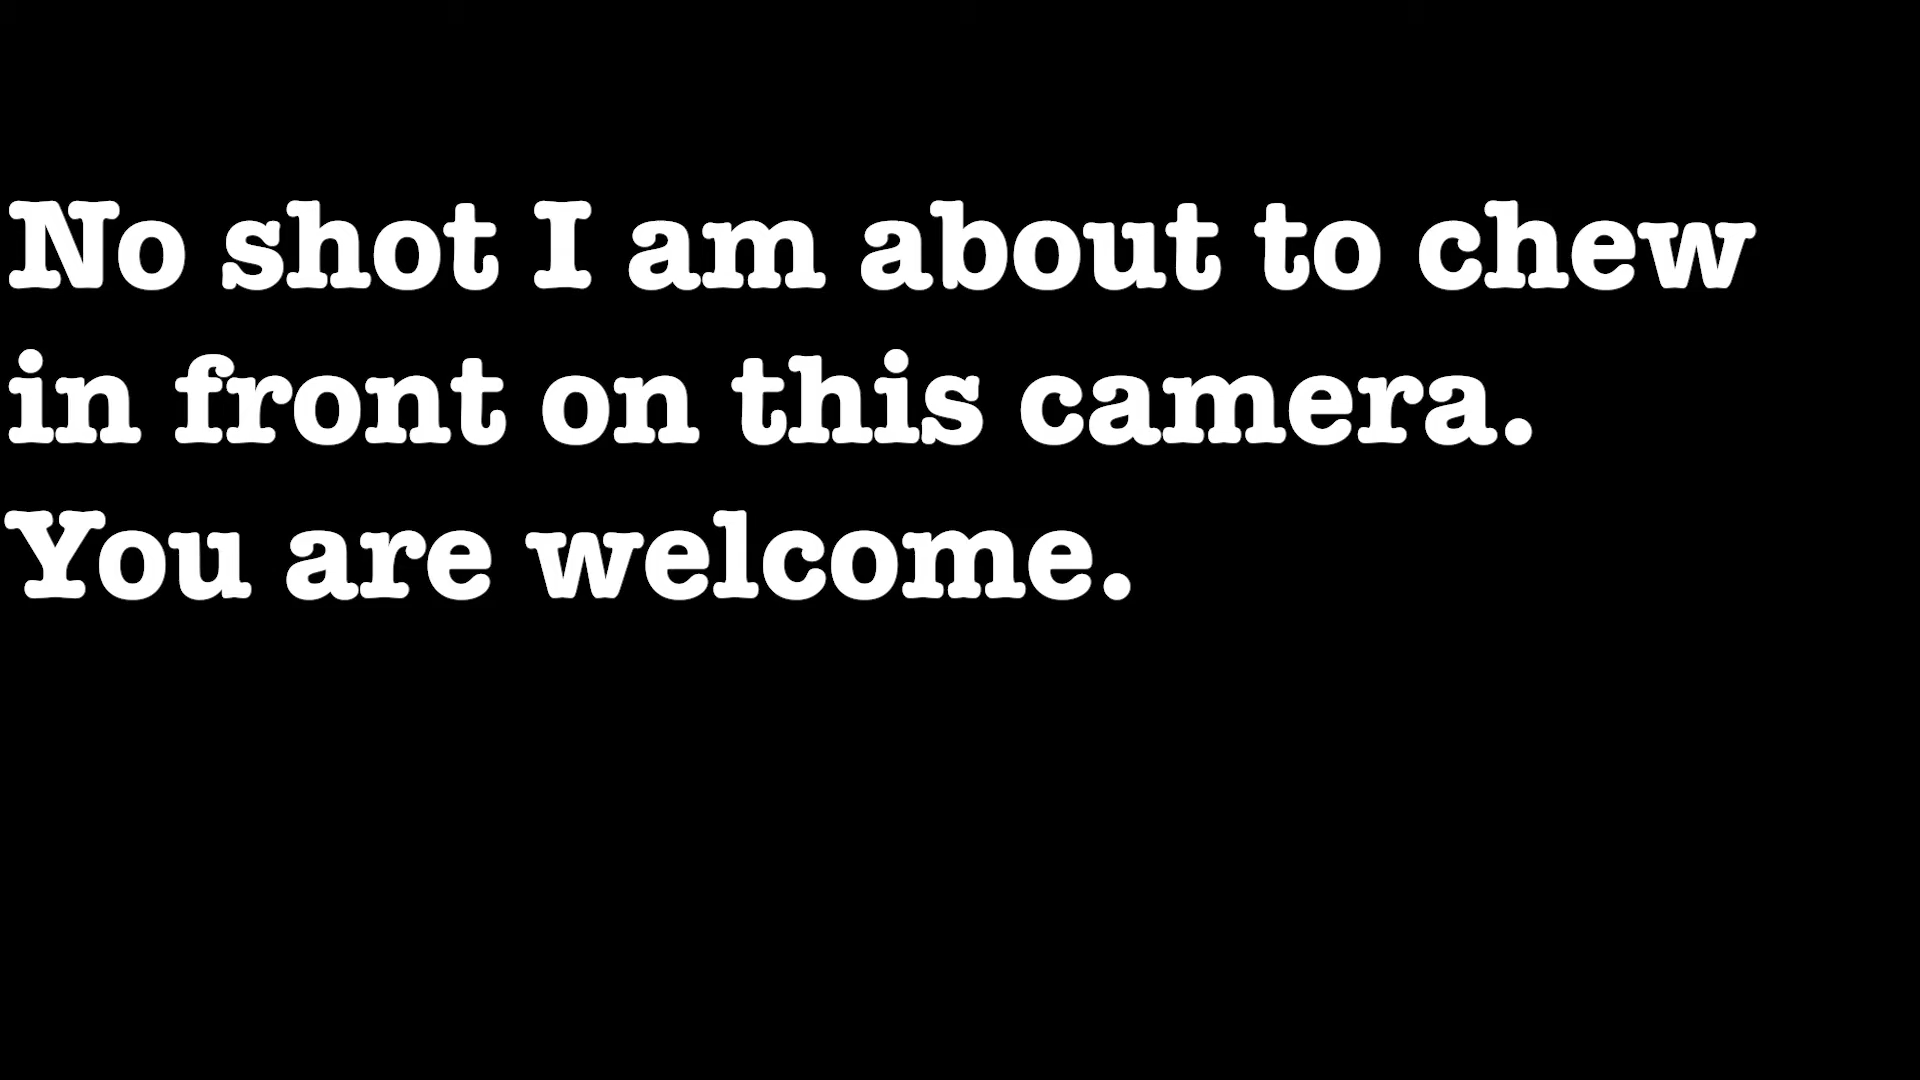 No shot I am about to chew
in front on this camera.
You are welcome.